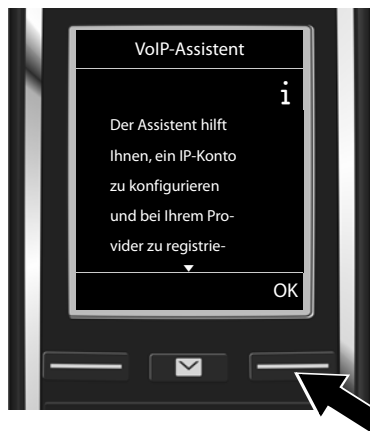 VoIP-Assistent
i
Der Assistent hilft
Ihnen, ein IP-Konto
zu konfigurieren
und bei Ihrem Pro-
vider zu registrie-
OK